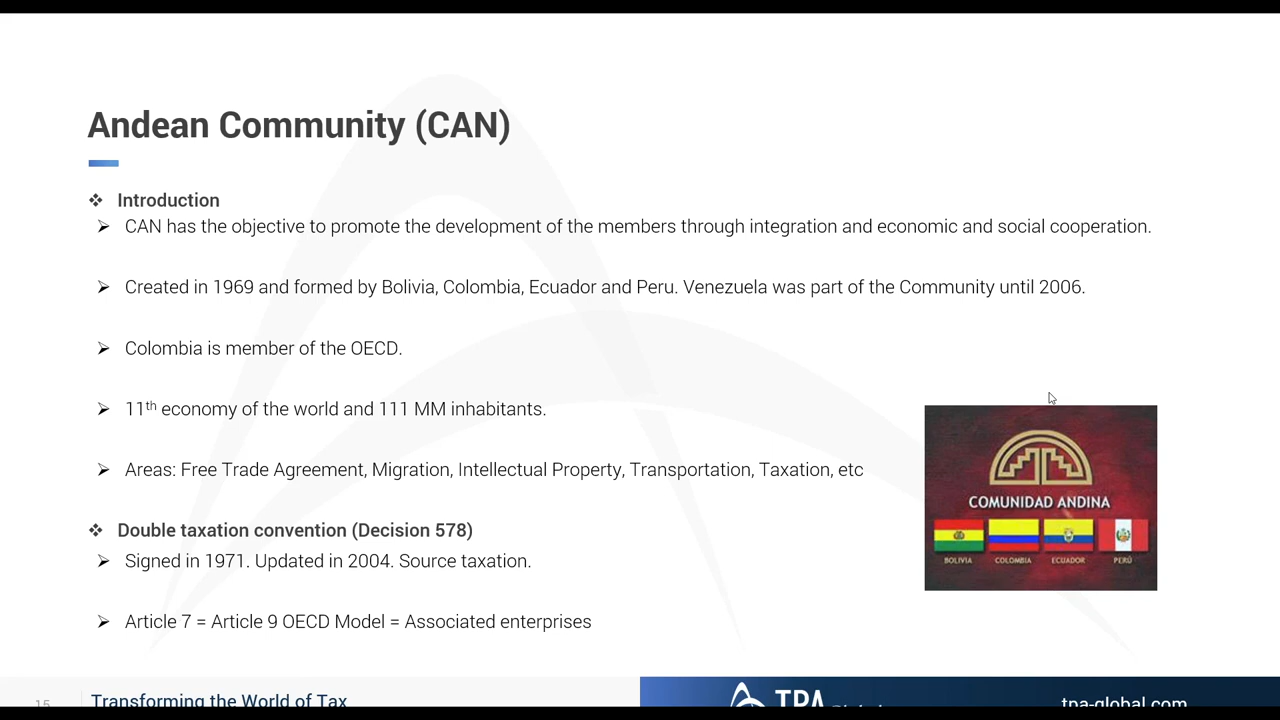 Andean Community (CAN)
❖ Introduction
➢ CAN has the objective to promote the development of the members through integration and economic and social cooperation.
➢ Created in 1969 and formed by Bolivia, Colombia, Ecuador and Peru. Venezuela was part of the Community until 2006.
➢ Colombia is member of the OECD.
➢ 11th economy of the world and 111 MM inhabitants.
➢ Areas: Free Trade Agreement, Migration, Intellectual Property, Transportation, Taxation, etc
COMUNIDAD ANDINA
BOLIVIA COLOMBIA ECUADOR PERÚ
❖ Double taxation convention (Decision 578)
➢ Signed in 1971. Updated in 2004. Source taxation.
➢ Article 7 = Article 9 OECD Model = Associated enterprises
15 Transforming the World of Tax
TPA Global
tpa-global.com